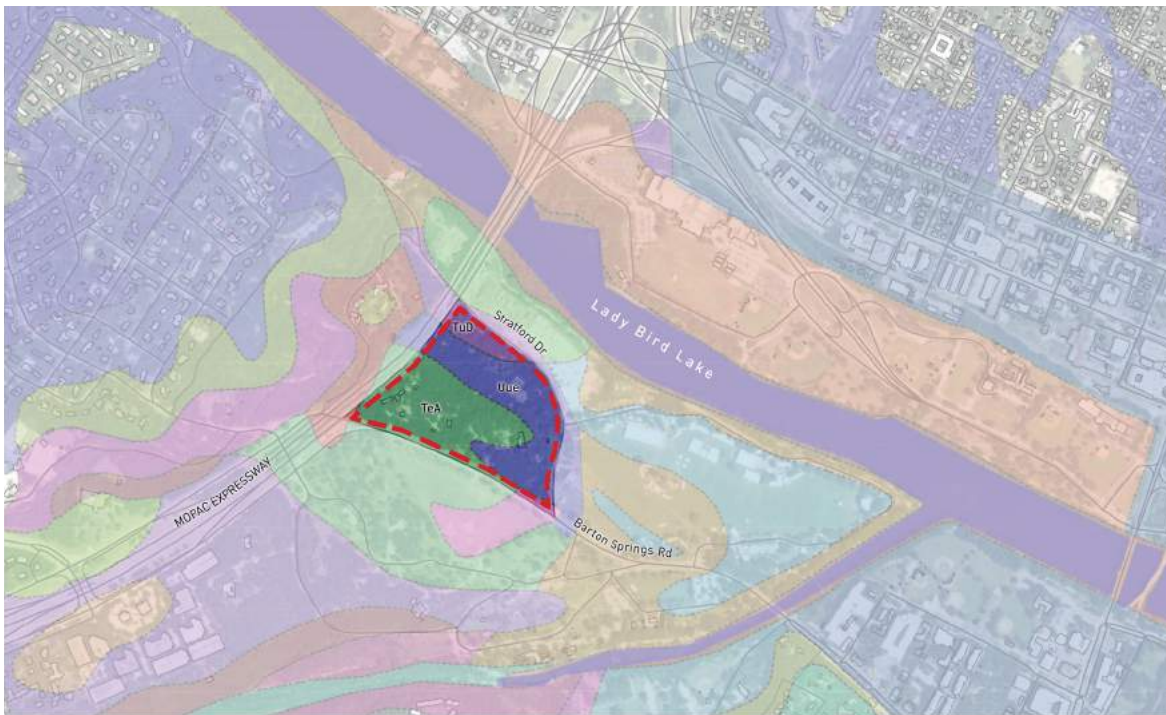 Lady Bird Lake
TuD
Stratford Dr
Uue
TeA
MOPAC EXPRESSWAY
Barton Springs Rd